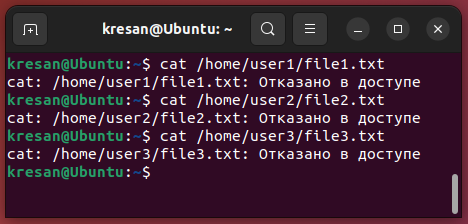 kresan@Ubuntu: ~
kresan@Ubuntu:~$ cat /home/user1/file1.txt
cat: /home/user1/file1.txt: Отказано в доступе
kresan@Ubuntu:~$ cat /home/user2/file2.txt
cat: /home/user2/file2.txt: Отказано в доступе
kresan@Ubuntu:~$ cat /home/user3/file3.txt
cat: /home/user3/file3.txt: Отказано в доступе
kresan@Ubuntu:~$